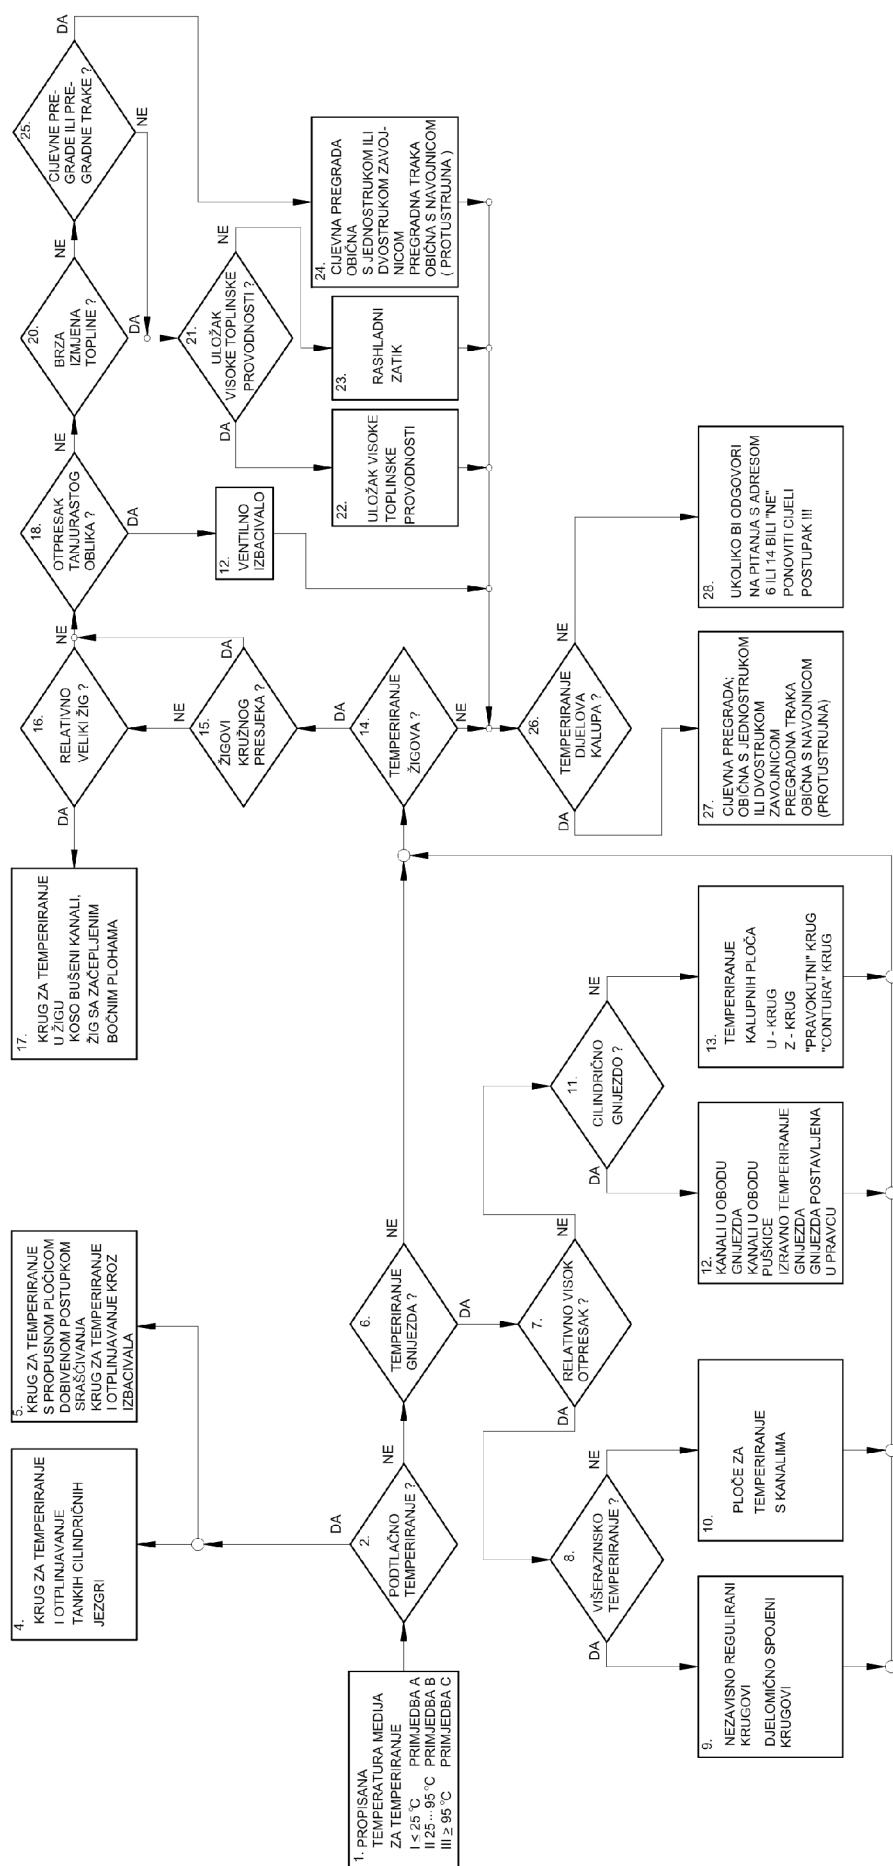 1. PROPISANA
TEMPERATURA MEDIJA
ZA TEMPERIRANJE
I ≤ 25 °C PRIMJEDBA A
II 25 ... 95 °C PRIMJEDBA B
III ≥ 95 °C PRIMJEDBA C
2.
PODTLAČNO
TEMPERIRANJE ?
DA
NE
4.
KRUG ZA TEMPERIRANJE
I OTPLINJAVANJE
TANKIH CILINDRIČNIH
JEZGRI
5.
KRUG ZA TEMPERIRANJE
S PROPUSNOM PLOČICOM
DOBIVENOM POSTUPKOM
SRAŠČIVANJA
KRUG ZA TEMPERIRANJE
I OTPLINJAVANJE KROZ
IZBACIVALA
6.
TEMPERIRANJE
GNIJEZDA ?
NE
DA
7.
RELATIVNO VISOK
OTPRESAK ?
DA
NE
8.
VIŠERAZINSKO
TEMPERIRANJE ?
DA
NE
9.
NEZAVISNO REGULIRANI
KRUGOVI
DJELOMIČNO SPOJENI
KRUGOVI
10.
PLOČE ZA
TEMPERIRANJE
S KANALIMA
11.
CILINDRIČNO
GNIJEZDO ?
DA
NE
12.
KANALI U OBODU
GNIJEZDA
KANALI U OBODU
PUŠKICE
IZRAVNO TEMPERIRANJE
GNIJEZDA
GNIJEZDA POSTAVLJENA
U PRAVCU
13.
TEMPERIRANJE
KALUPNIH PLOČA
U - KRUG
Z - KRUG
"PRAVOKUTNI" KRUG
"CONTURA" KRUG
14.
TEMPERIRANJE
ŽIGOVA ?
DA
NE
15.
ŽIGOVI
KRUŽNOG
PRESJEKA ?
NE
DA
16.
RELATIVNO
VELIKI ŽIG ?
DA
NE
17.
KRUG ZA TEMPERIRANJE
U ŽIGU
KOSO BUŠENI KANALI,
ŽIG SA ZAČEPLJENIM
BOČNIM PLOHAMA
18.
OTPRESAK
TANJURASTOG
OBLIKA ?
NE
DA
12.
VENTILNO
IZBACIVALO
20.
BRZA
IZMJENA
TOPLINE ?
NE
DA
21.
ULOŽAK
VISOKE TOPLINSKE
PROVODNOSTI ?
DA
NE
22.
ULOŽAK VISOKE
TOPLINSKE
PROVODNOSTI
23.
RASHLADNI
ZATIK
24.
CIJEVNA PREGRADA
OBIČNA
S JEDNOSTRUKOM ILI
DVOSTRUKOM ZAVOJ-
NICOM
PREGRADNA TRAKA
OBIČNA S NAVOJNICOM
( PROTUSTRUJNA )
25.
CIJEVNE PRE-
GRADE ILI PRE-
GRADNE TRAKE ?
DA
NE
26.
TEMPERIRANJE
DIJELOVA
KALUPA ?
DA
NE
27.
CIJEVNA PREGRADA;
OBIČNA S JEDNOSTRUKOM
ILI DVOSTRUKOM
ZAVOJNICOM
PREGRADNA TRAKA
OBIČNA S NAVOJNICOM
(PROTUSTRUJNA)
28.
UKOLIKO BI ODGOVORI
NA PITANJA S ADRESOM
6 ILI 14 BILI "NE"
PONOVITI CIJELI
POSTUPAK !!!